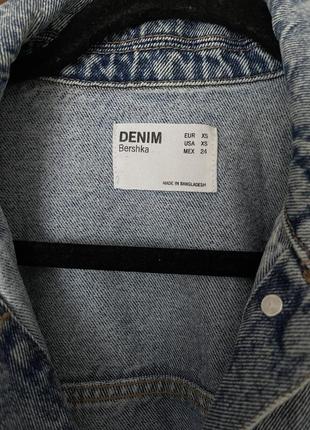 DENIM
Bershka
EUR XS
USA XS
MEX 24
MADE IN BANGLADESH